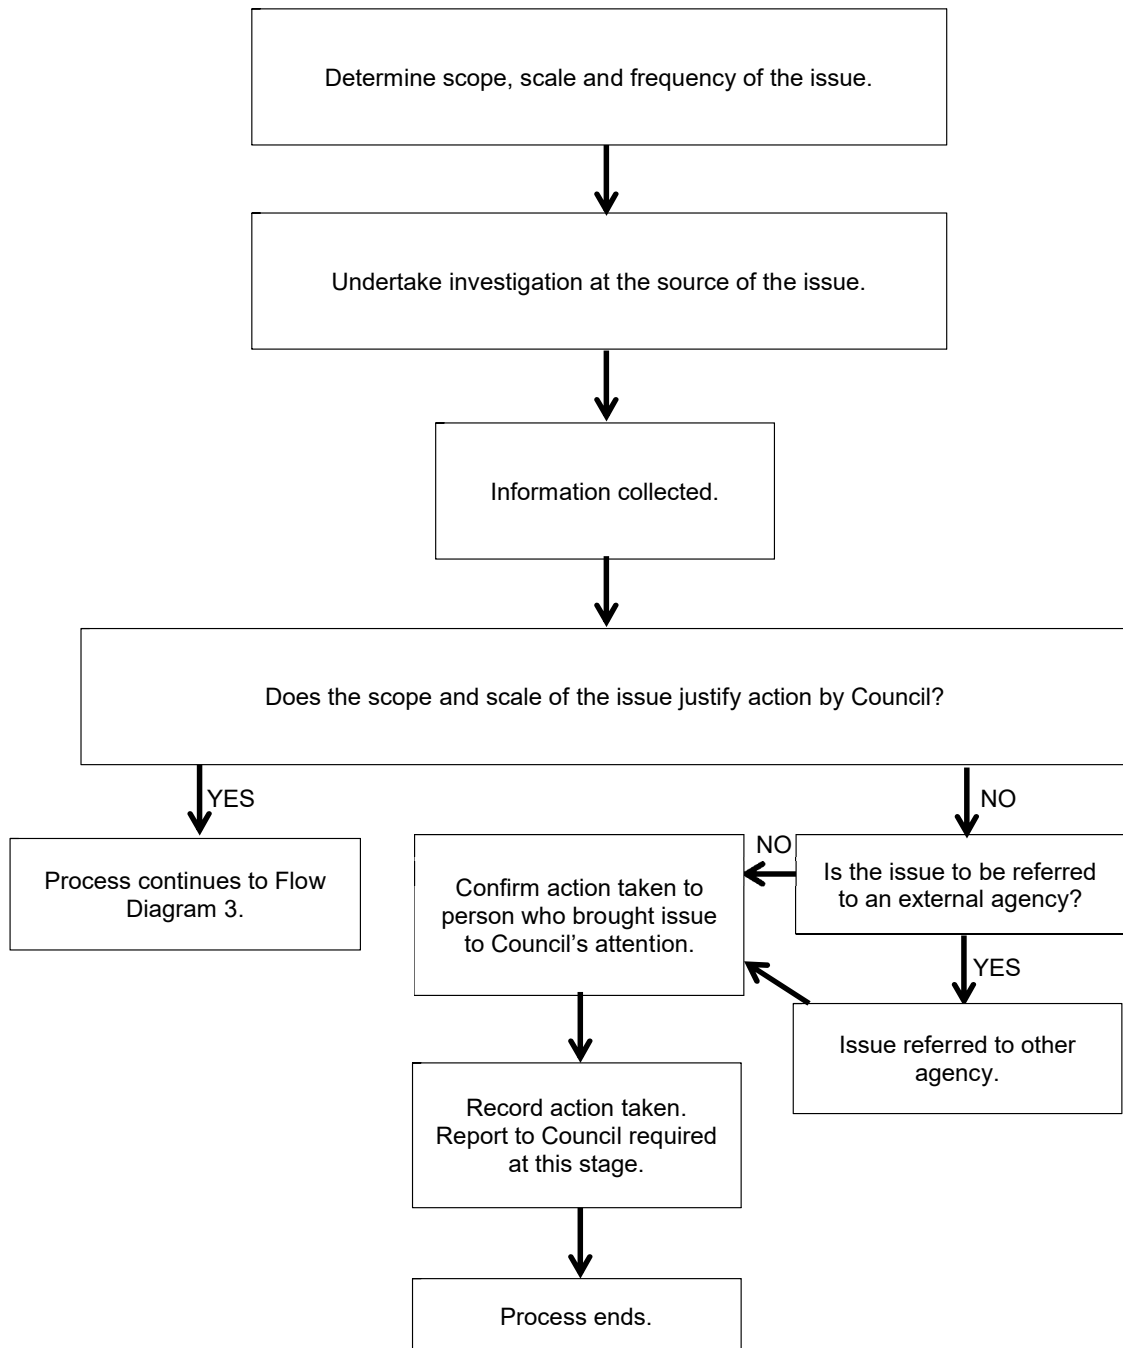 Determine scope, scale and frequency of the issue.
Undertake investigation at the source of the issue.
Information collected.
Does the scope and scale of the issue justify action by Council?
YES
NO
Process continues to Flow
Diagram 3.
Confirm action taken to
person who brought issue
to Council’s attention.
NO
Is the issue to be referred
to an external agency?
YES
Issue referred to other
agency.
Record action taken.
Report to Council required
at this stage.
Process ends.